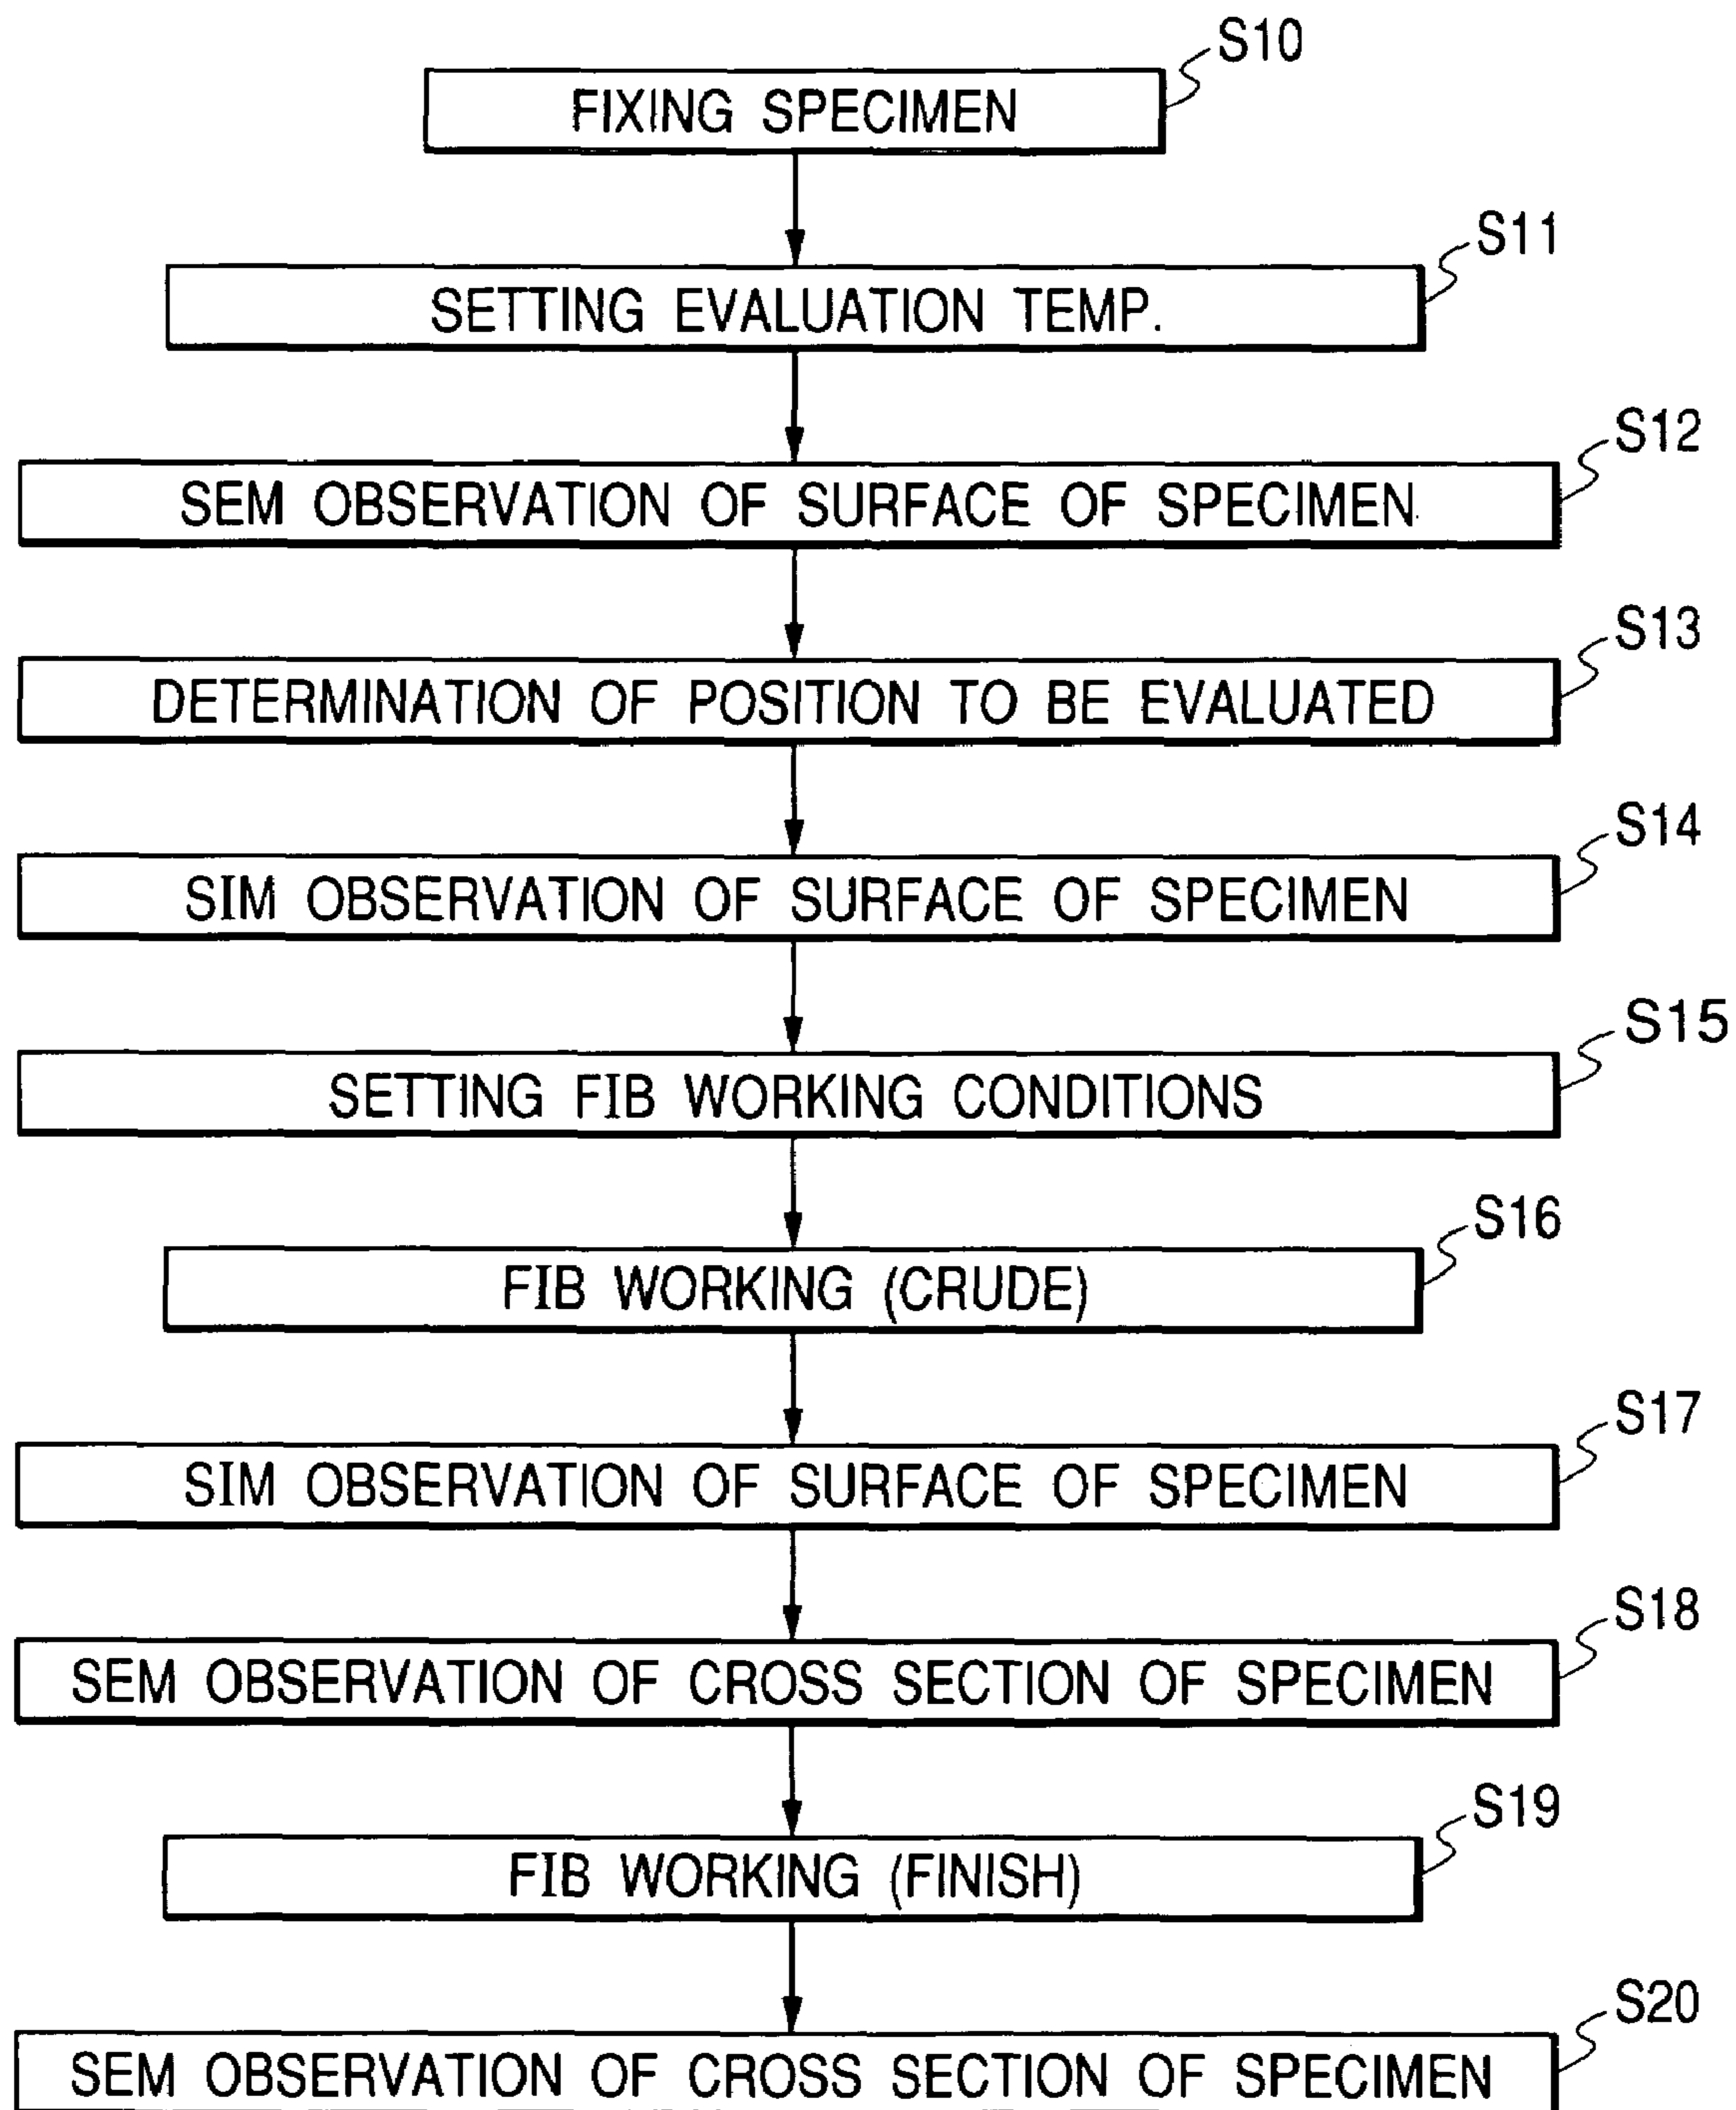 S10
FIXING SPECIMEN
S11
SETTING EVALUATION TEMP.
S12
SEM OBSERVATION OF SURFACE OF SPECIMEN
S13
DETERMINATION OF POSITION TO BE EVALUATED
S14
SIM OBSERVATION OF SURFACE OF SPECIMEN
S15
SETTING FIB WORKING CONDITIONS
S16
FIB WORKING (CRUDE)
S17
SIM OBSERVATION OF SURFACE OF SPECIMEN
S18
SEM OBSERVATION OF CROSS SECTION OF SPECIMEN
S19
FIB WORKING (FINISH)
S20
SEM OBSERVATION OF CROSS SECTION OF SPECIMEN